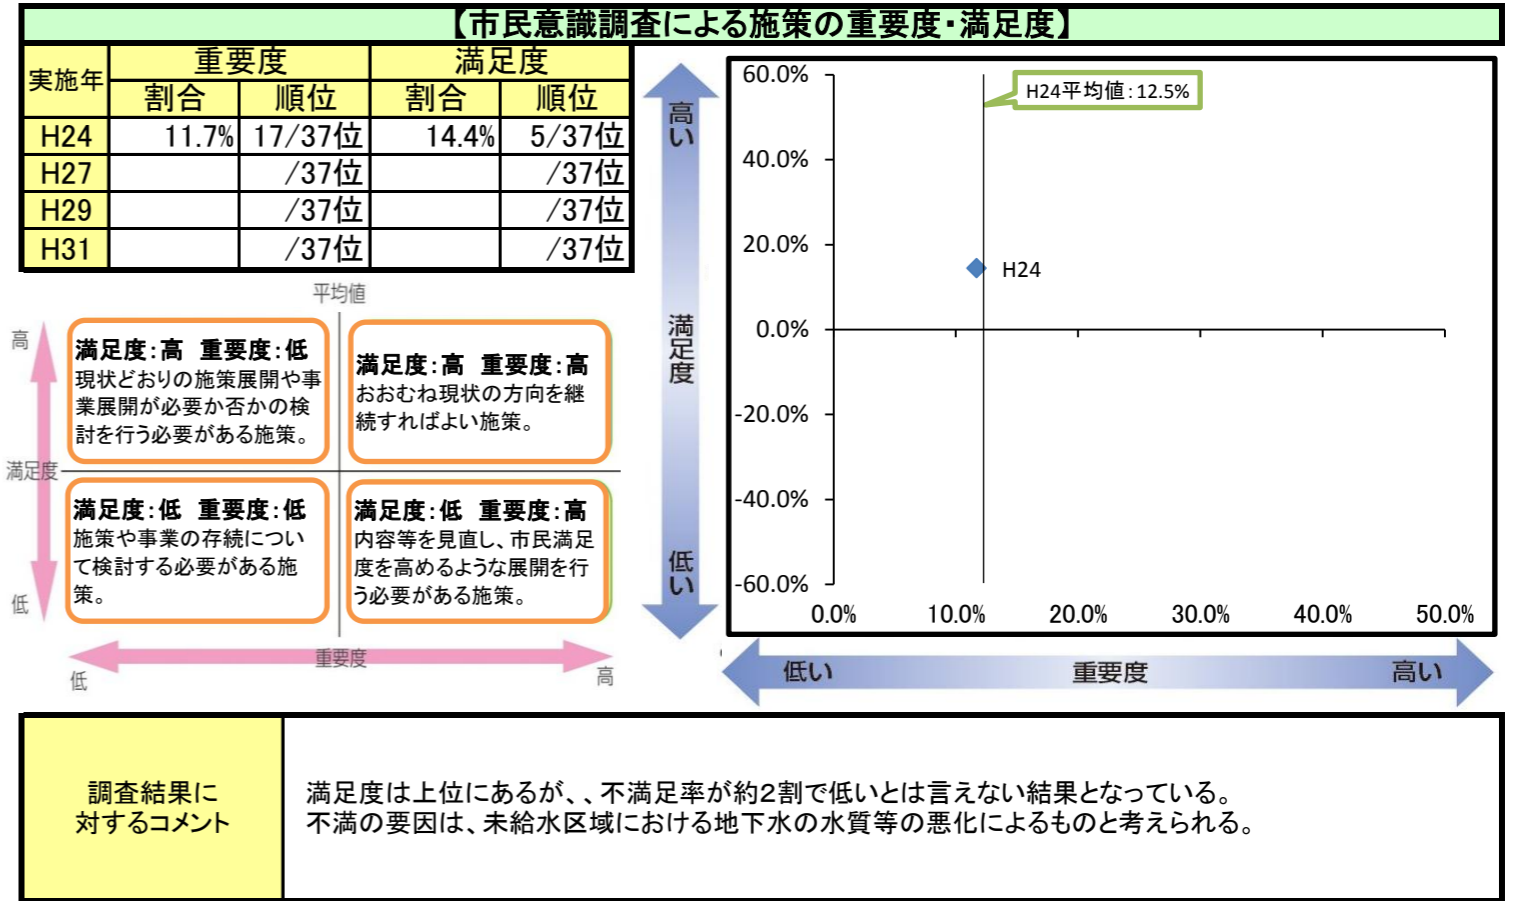 【市民意識調査による施策の重要度・満足度】
実施年 重要度 満足度
割合 順位 割合 順位
H24 11.7% 17/37位 14.4% 5/37位
H27 /37位 /37位
H29 /37位 /37位
H31 /37位 /37位
平均値
高
満足度:高 重要度:低
現状どおりの施策展開や事
業展開が必要か否かの検
討を行う必要がある施策。
満足度:高 重要度:高
おおむね現状の方向を継
続すればよい施策。
満足度
満足度:低 重要度:低
施策や事業の存続につい
て検討する必要がある施
策。
満足度:低 重要度:高
内容等を見直し、市民満足
度を高めるような展開を行
う必要がある施策。
低
重要度
低
高
高い
満足度
低い
60.0%
40.0%
20.0%
0.0%
-20.0%
-40.0%
-60.0%
H24平均値:12.5%
H24
0.0% 10.0% 20.0% 30.0% 40.0% 50.0%
低い 重要度 高い
調査結果に
対するコメント
満足度は上位にあるが、、不満足率が約2割で低いとは言えない結果となっている。
不満の要因は、未給水区域における地下水の水質等の悪化によるものと考えられる。